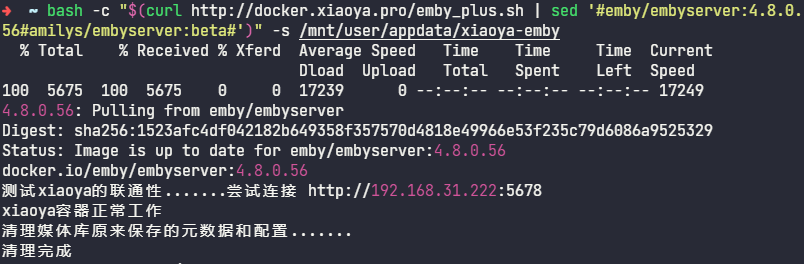 ➜  ~ bash -c "$(curl http://docker.xiaoya.pro/emby_plus.sh | sed '#emby/embyserver:4.8.0.
56#amilys/embyserver:beta#')" -s /mnt/user/appdata/xiaoya-emby
  % Total    % Received % Xferd  Average Speed   Time    Time     Time  Current
                                 Dload  Upload   Total   Spent    Left  Speed
100  5675  100  5675    0     0  17239      0 --:--:-- --:--:-- --:--:-- 17249
4.8.0.56: Pulling from emby/embyserver
Digest: sha256:1523afc4df042182b649358f357570d4818e49966e53f235c79d6086a9525329
Status: Image is up to date for emby/embyserver:4.8.0.56
docker.io/emby/embyserver:4.8.0.56
测试xiaoya的联通性.......尝试连接 http://192.168.31.222:5678
xiaoya容器正常工作
清理媒体库原来保存的元数据和配置.......
清理完成